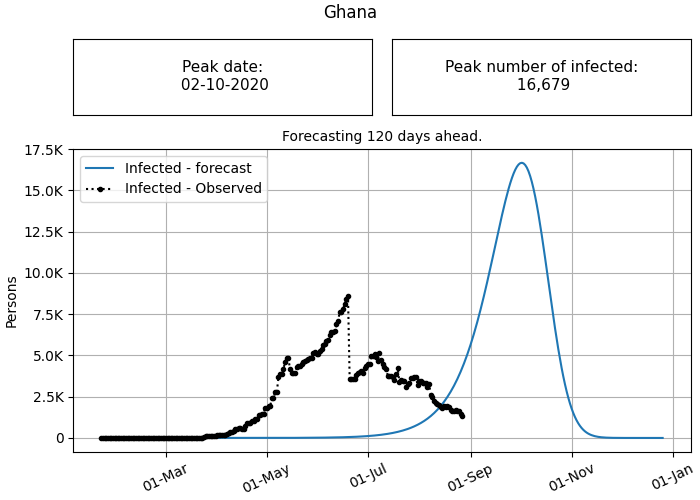 Ghana
Peak date:
02-10-2020
Peak number of infected:
16,679
Forecasting 120 days ahead.
17.5K
15.0K
12.5K
10.0K
7.5K
5.0K
2.5K
0
Persons
Infected - forecast
Infected - Observed
01-Mar
01-May
01-Jul
01-Sep
01-Nov
01-Jan